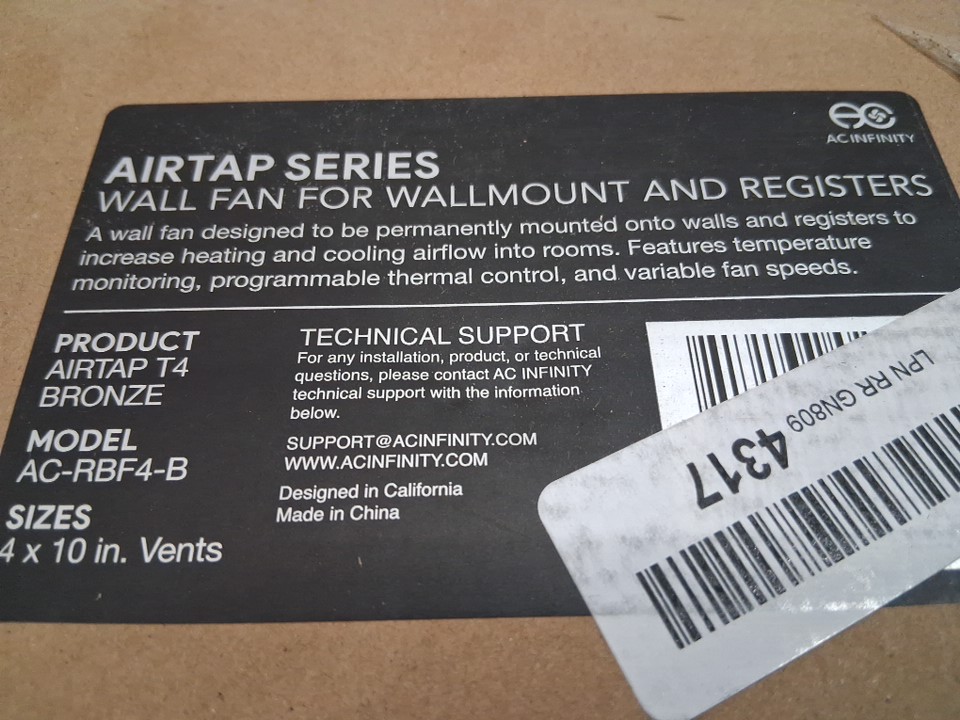 AC INFINITY
AIRTAP SERIES
WALL FAN FOR WALLMOUNT AND REGISTERS
A wall fan designed to be permanently mounted onto walls and registers to
increase heating and cooling airflow into rooms. Features temperature
monitoring, programmable thermal control, and variable fan speeds.
PRODUCT
AIRTAP T4
BRONZE
MODEL
AC-RBF4-B
SIZES
4 x 10 in. Vents
TECHNICAL SUPPORT
For any installation, product, or technical
questions, please contact AC INFINITY
technical support with the information
below.
SUPPORT@ACINFINITY.COM
WWW.ACINFINITY.COM
Designed in California
Made in China
LPN RR GN809
4317